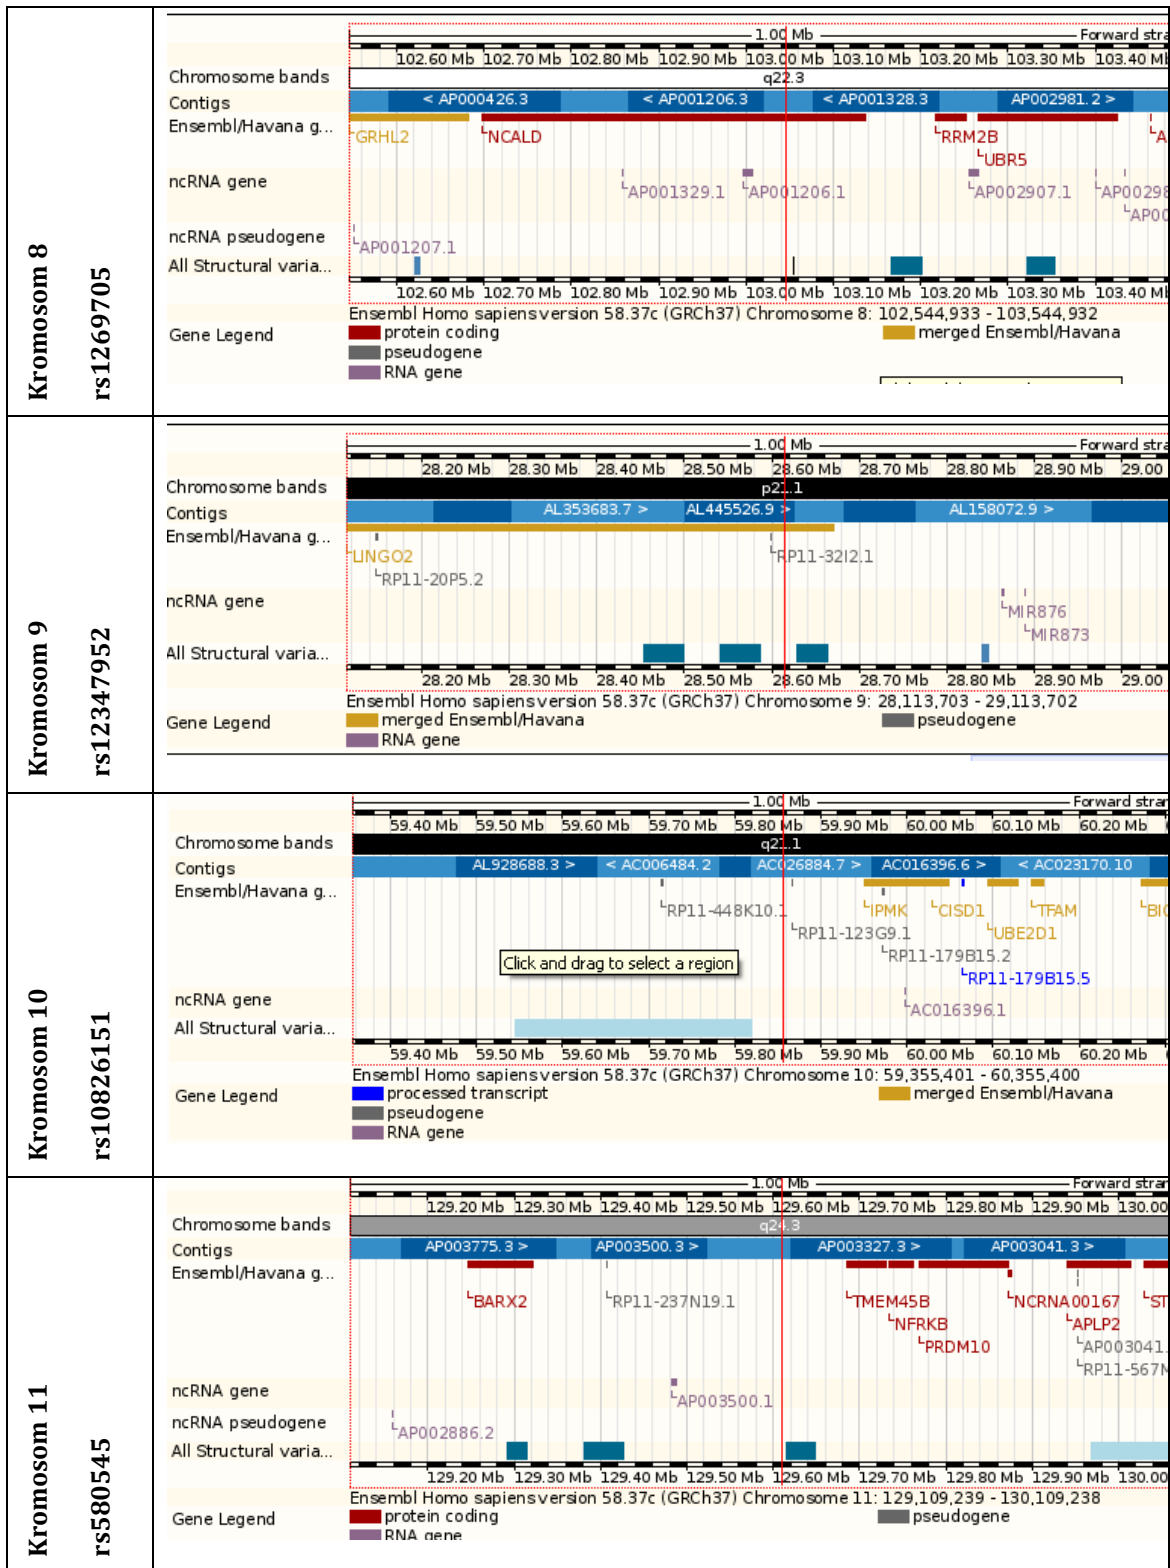 Kromosom 8
rs12697705
1.00 Mb Forward stra
102.60 Mb 102.70 Mb 102.80 Mb 102.90 Mb 103.00 Mb 103.10 Mb 103.20 Mb 103.30 Mb 103.40 Mb
Chromosome bands q22.3
Contigs < AP000426.3 < AP001206.3 < AP001328.3 AP002981.2 >
Ensembl/Havana g...
GRHL2 NCALD RRM2B A
UBR5
ncRNA gene
AP001329.1 AP001206.1 AP002907.1 AP00298
AP00
ncRNA pseudogene
AP001207.1
All Structural varia...
102.60 Mb 102.70 Mb 102.80 Mb 102.90 Mb 103.00 Mb 103.10 Mb 103.20 Mb 103.30 Mb 103.40 Mb
Ensembl Homo sapiens version 58.37c (GRCh37) Chromosome 8: 102,544,933 - 103,544,932
Gene Legend protein coding merged Ensembl/Havana
pseudogene
RNA gene
Kromosom 9
rs12347952
1.00 Mb Forward stra
28.20 Mb 28.30 Mb 28.40 Mb 28.50 Mb 28.60 Mb 28.70 Mb 28.80 Mb 28.90 Mb 29.00
Chromosome bands p21.1
Contigs AL353683.7 > AL445526.9 > AL158072.9 >
Ensembl/Havana g...
LINGO2 RP11-32I2.1
RP11-20P5.2
ncRNA gene
MIR876
MIR873
All Structural varia...
28.20 Mb 28.30 Mb 28.40 Mb 28.50 Mb 28.60 Mb 28.70 Mb 28.80 Mb 28.90 Mb 29.00
Ensembl Homo sapiens version 58.37c (GRCh37) Chromosome 9: 28,113,703 - 29,113,702
Gene Legend merged Ensembl/Havana pseudogene
RNA gene
Kromosom 10
rs10826151
1.00 Mb Forward stran
59.40 Mb 59.50 Mb 59.60 Mb 59.70 Mb 59.80 Mb 59.90 Mb 60.00 Mb 60.10 Mb 60.20 Mb
Chromosome bands q21.1
Contigs AL928688.3 > < AC006484.2 AC026884.7 > AC016396.6 > < AC023170.10
Ensembl/Havana g...
RP11-448K10.1 IPMK CISD1 TFAM BIC
RP11-123G9.1 UBE2D1
RP11-179B15.2
Click and drag to select a region
RP11-179B15.5
ncRNA gene
AC016396.1
All Structural varia...
59.40 Mb 59.50 Mb 59.60 Mb 59.70 Mb 59.80 Mb 59.90 Mb 60.00 Mb 60.10 Mb 60.20 Mb
Ensembl Homo sapiens version 58.37c (GRCh37) Chromosome 10: 59,355,401 - 60,355,400
Gene Legend processed transcript merged Ensembl/Havana
pseudogene
RNA gene
Kromosom 11
rs580545
1.00 Mb Forward stran
129.20 Mb 129.30 Mb 129.40 Mb 129.50 Mb 129.60 Mb 129.70 Mb 129.80 Mb 129.90 Mb 130.00
Chromosome bands q24.3
Contigs AP003775.3 > AP003500.3 > AP003327.3 > AP003041.3 >
Ensembl/Havana g...
BARX2 RP11-237N19.1 TMEM45B NCRNA00167 ST
NFRKB APLP2
PRDM10 AP003041.
RP11-567M
ncRNA gene
AP003500.1
ncRNA pseudogene
AP002886.2
All Structural varia...
129.20 Mb 129.30 Mb 129.40 Mb 129.50 Mb 129.60 Mb 129.70 Mb 129.80 Mb 129.90 Mb 130.00
Ensembl Homo sapiens version 58.37c (GRCh37) Chromosome 11: 129,109,239 - 130,109,238
Gene Legend protein coding pseudogene
RNA gene